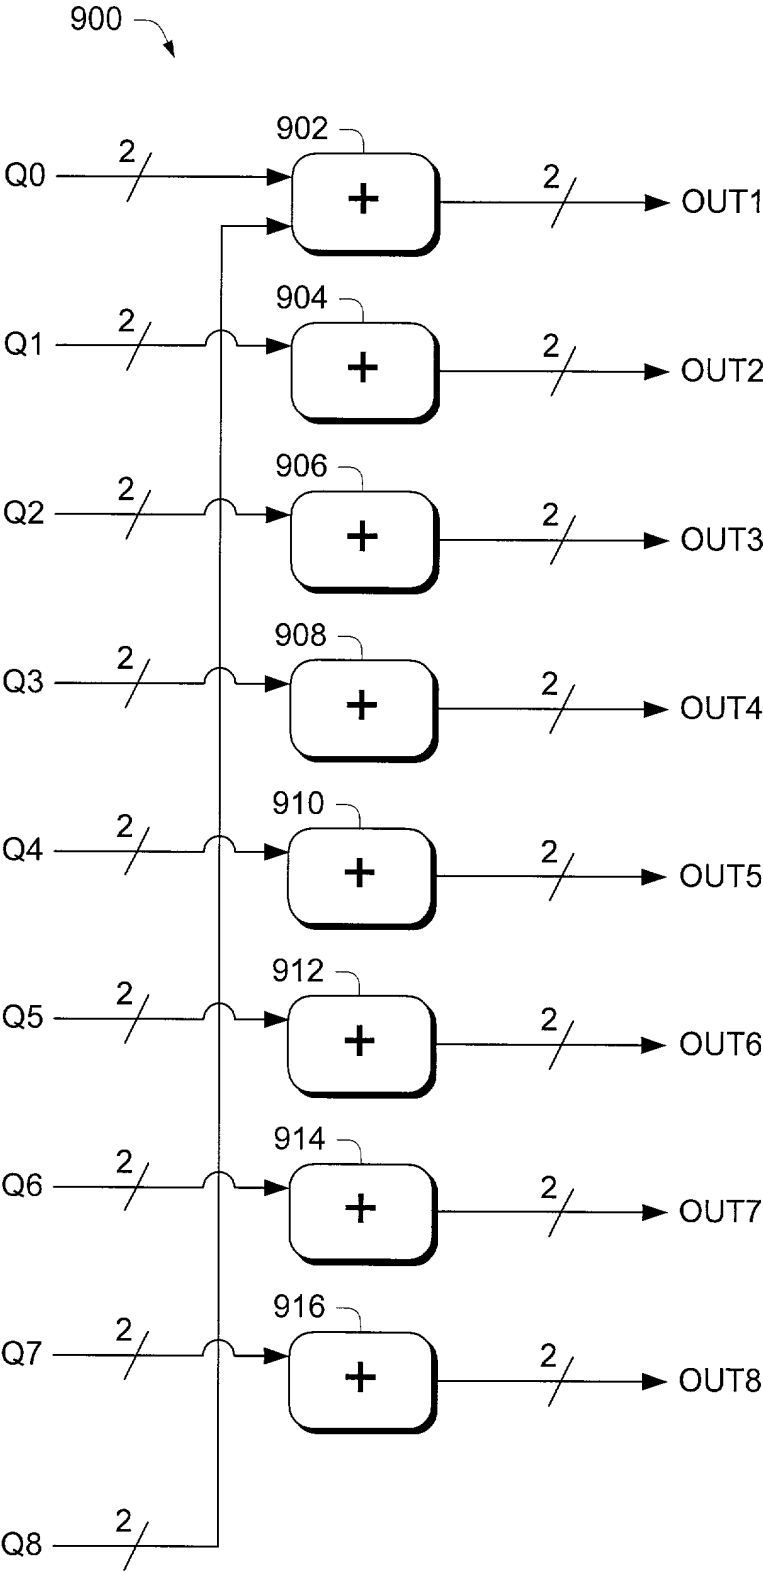 900
902
Q0 2 + 2 OUT1
904
Q1 2 + 2 OUT2
906
Q2 2 + 2 OUT3
908
Q3 2 + 2 OUT4
910
Q4 2 + 2 OUT5
912
Q5 2 + 2 OUT6
914
Q6 2 + 2 OUT7
916
Q7 2 + 2 OUT8
Q8 2